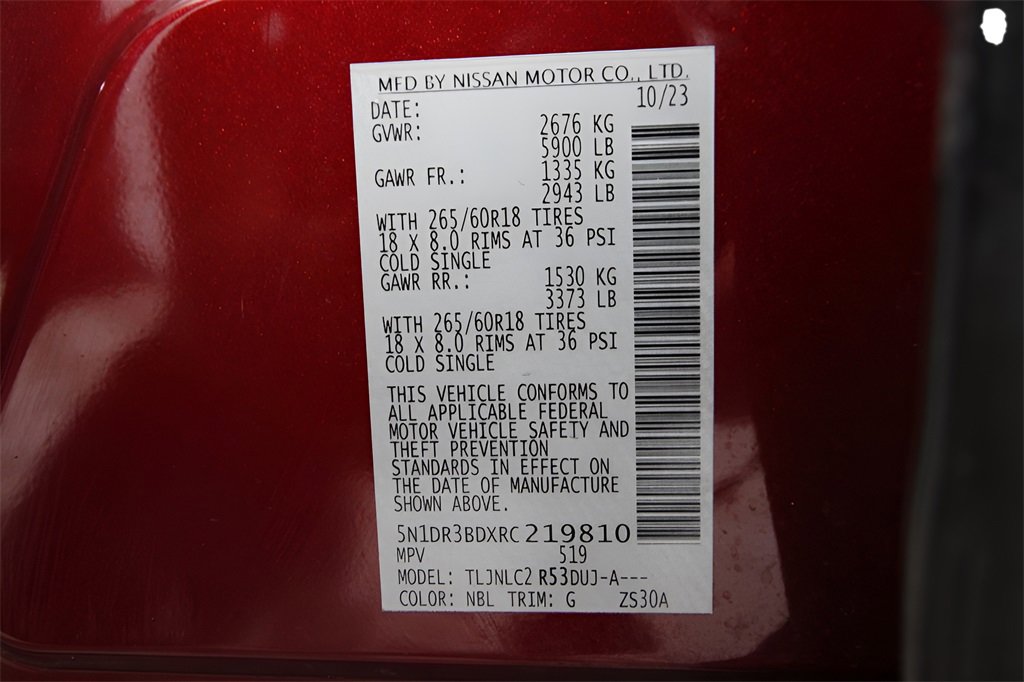 MFD BY NISSAN MOTOR CO., LTD.
DATE: 10/23
GVWR: 2676 KG
5900 LB
GAWR FR.: 1335 KG
2943 LB
WITH 265/60R18 TIRES
18 X 8.0 RIMS AT 36 PSI
COLD SINGLE
GAWR RR.: 1530 KG
3373 LB
WITH 265/60R18 TIRES
18 X 8.0 RIMS AT 36 PSI
COLD SINGLE
THIS VEHICLE CONFORMS TO
ALL APPLICABLE FEDERAL
MOTOR VEHICLE SAFETY AND
THEFT PREVENTION
STANDARDS IN EFFECT ON
THE DATE OF MANUFACTURE
SHOWN ABOVE.
5N1DR3BDXRC219810
MPV 519
MODEL: TLJNLC2 R53DUJ-A---
COLOR: NBL TRIM: G ZS30A